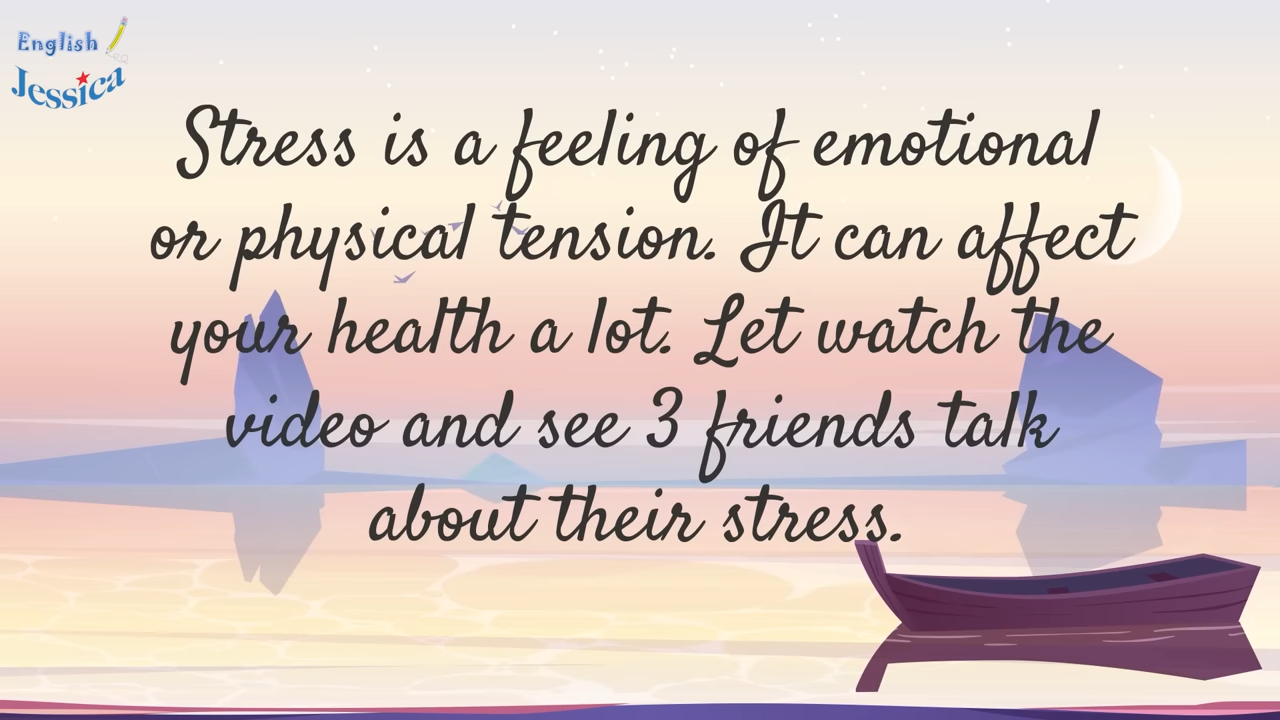 English
Jessica
Stress is a feeling of emotional
or physical tension. It can affect
your health a lot. Let watch the
video and see 3 friends talk
about their stress.